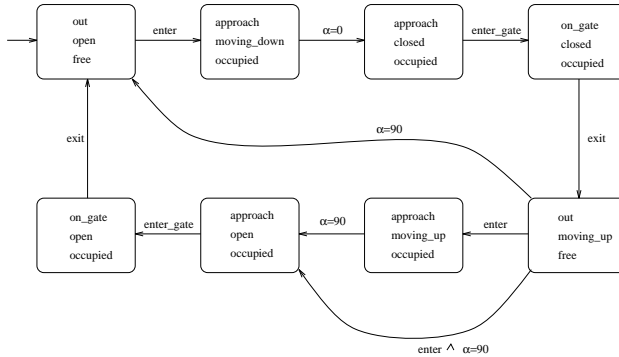 out
open
free
enter
approach
moving_down
occupied
α=0
approach
closed
occupied
enter_gate
on_gate
closed
occupied
exit
α=90
exit
on_gate
open
occupied
enter_gate
approach
open
occupied
α=90
approach
moving_up
occupied
enter
out
moving_up
free
enter ^ α=90